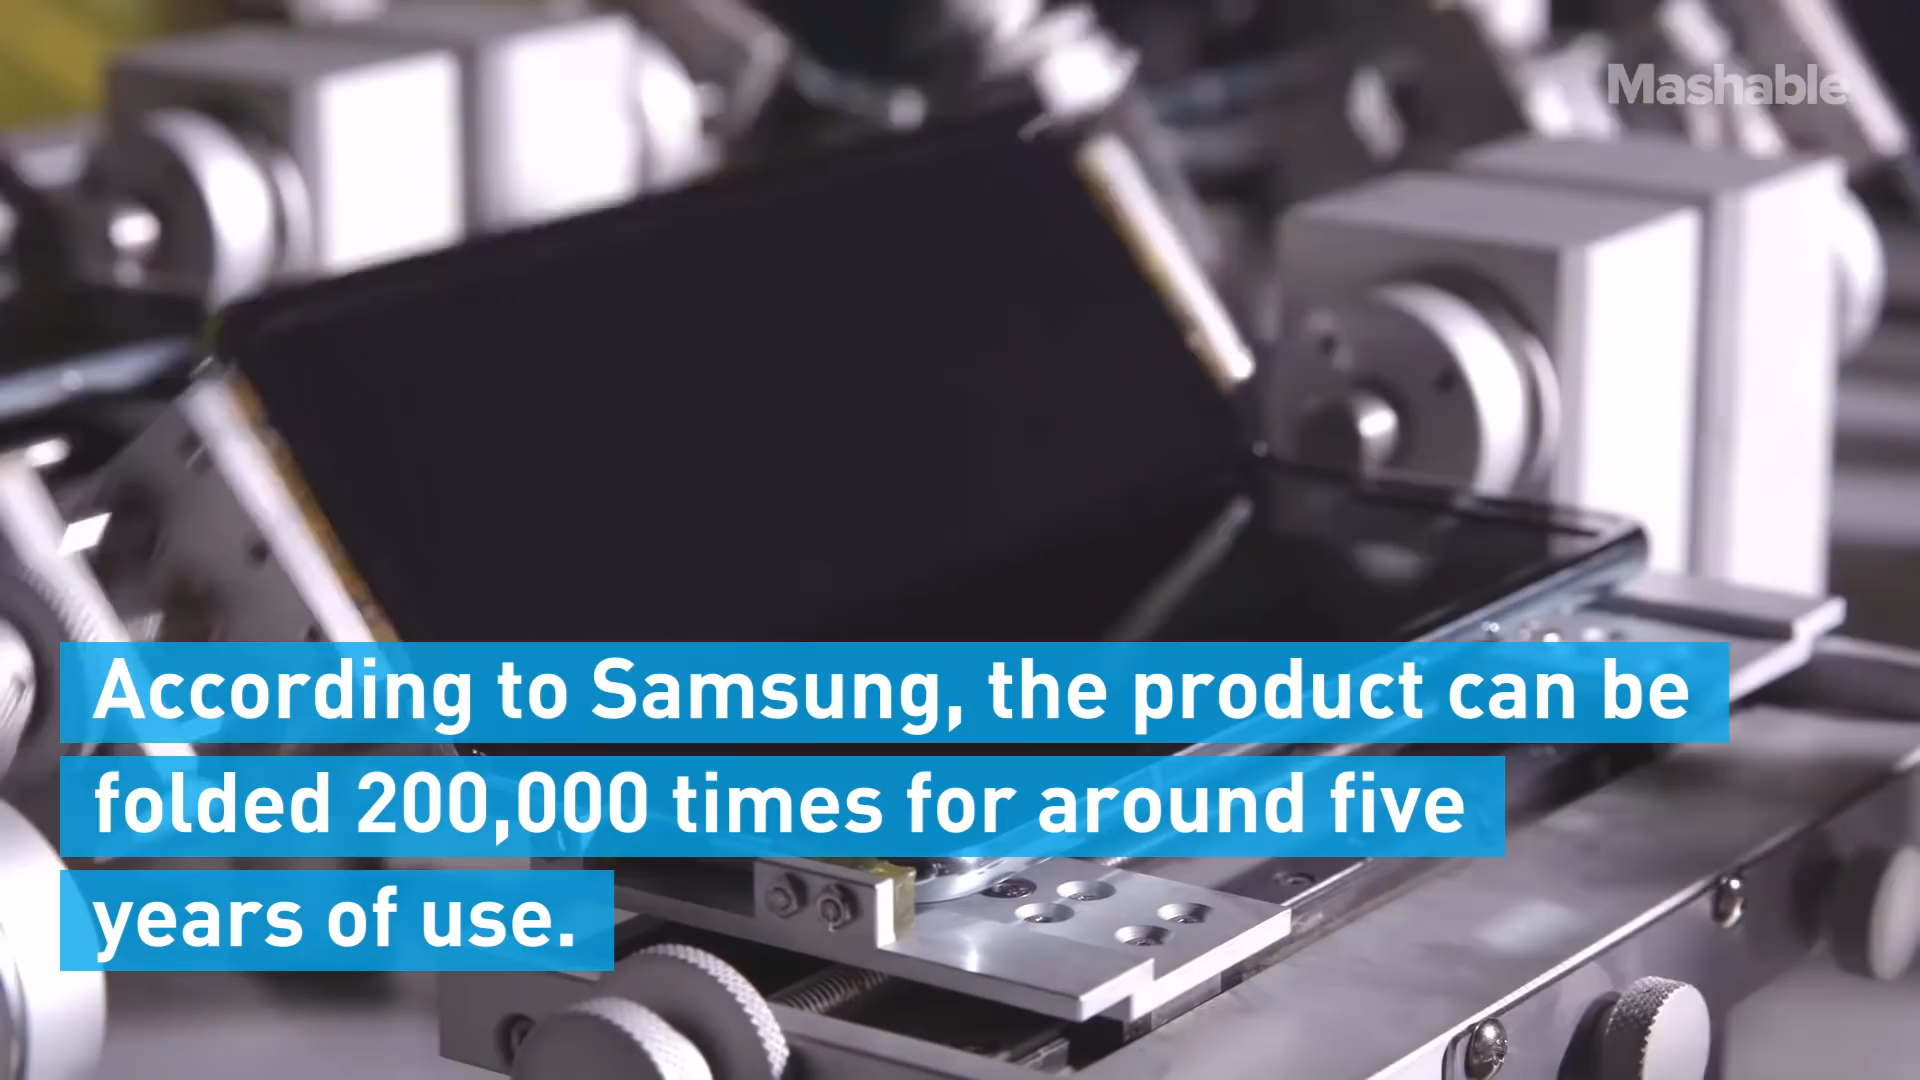 Mashable
According to Samsung, the product can be
folded 200,000 times for around five
years of use.